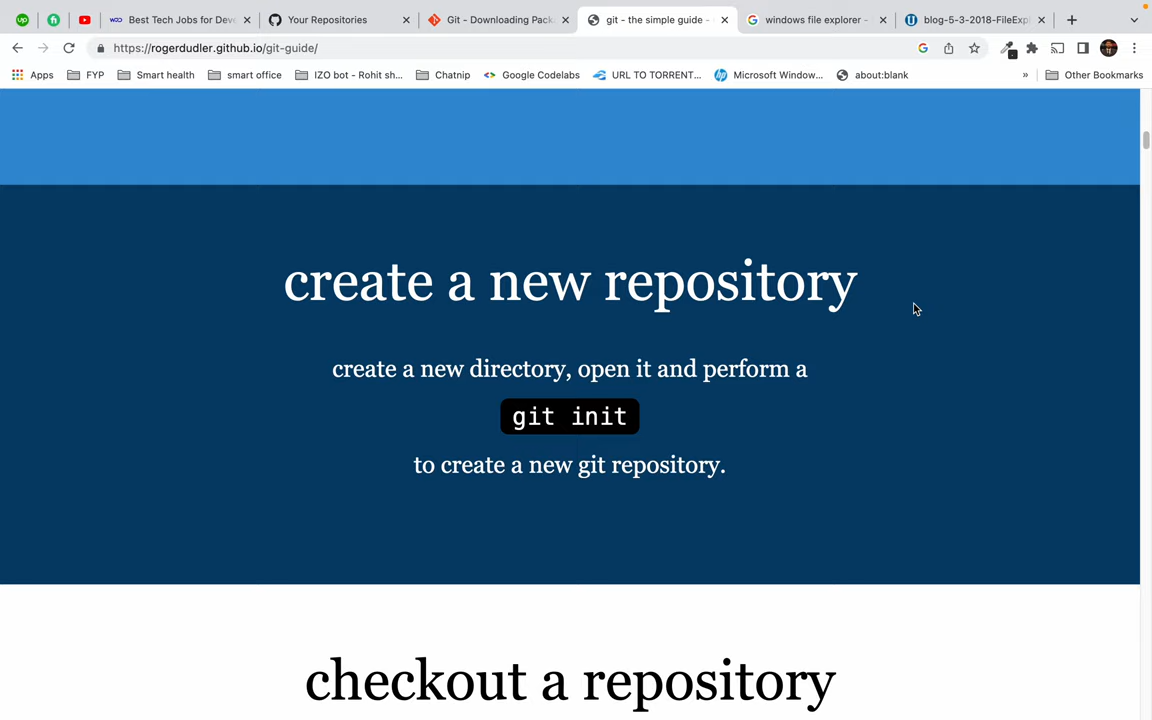 Best Tech Jobs for Deve
Your Repositories
Git - Downloading Pack
git - the simple guide -
windows file explorer -
blog-5-3-2018-FileExpl
https://rogerdudler.github.io/git-guide/
Apps
FYP
Smart health
smart office
IZO bot - Rohit sh...
Chatnip
Google Codelabs
URL TO TORRENT...
Microsoft Window...
about:blank
»
Other Bookmarks
create a new repository
create a new directory, open it and perform a
git init
to create a new git repository.
checkout a repository